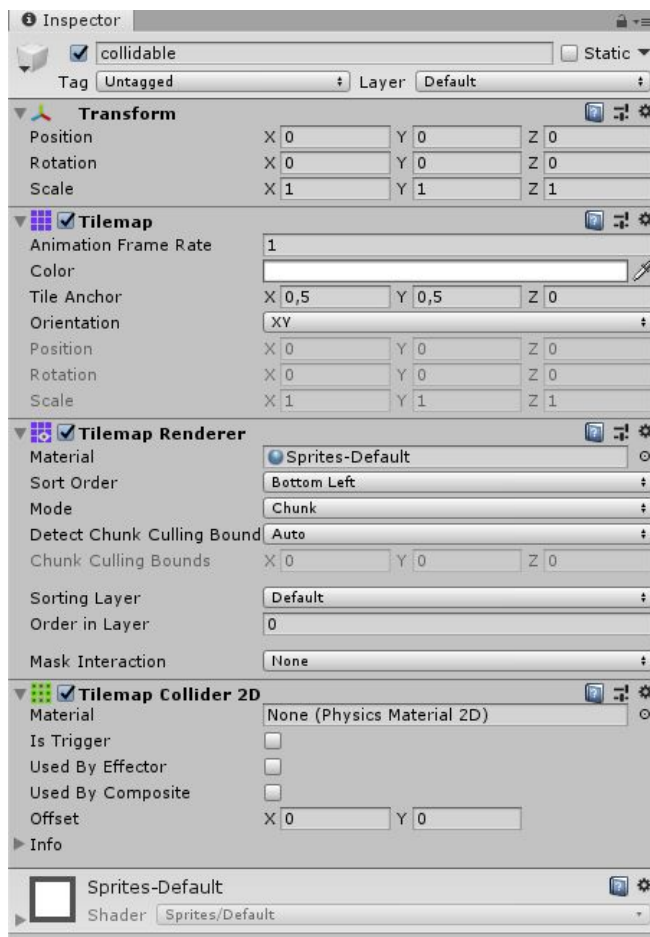 Inspector
collidable Static
Tag Untagged Layer Default
Transform
Position X 0 Y 0 Z 0
Rotation X 0 Y 0 Z 0
Scale X 1 Y 1 Z 1
Tilemap
Animation Frame Rate 1
Color
Tile Anchor X 0,5 Y 0,5 Z 0
Orientation XY
Position X 0 Y 0 Z 0
Rotation X 0 Y 0 Z 0
Scale X 1 Y 1 Z 1
Tilemap Renderer
Material Sprites-Default
Sort Order Bottom Left
Mode Chunk
Detect Chunk Culling Bound Auto
Chunk Culling Bounds X 0 Y 0 Z 0
Sorting Layer Default
Order in Layer 0
Mask Interaction None
Tilemap Collider 2D
Material None (Physics Material 2D)
Is Trigger
Used By Effector
Used By Composite
Offset X 0 Y 0
Info
Sprites-Default
Shader Sprites/Default